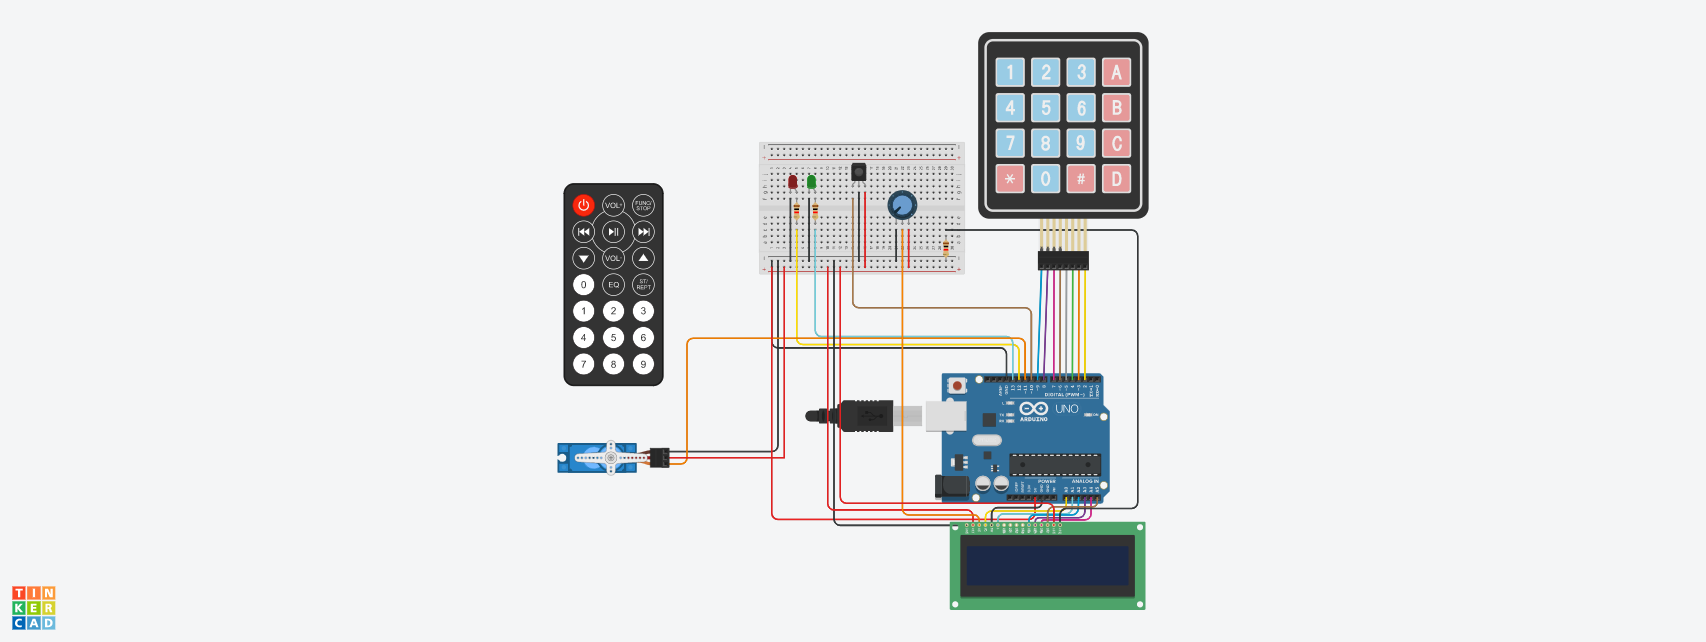 1 2 3 A
4 5 6 B
7 8 9 C
* 0 # D
VOL+ FUNC/
STOP
VOL-
0 EQ ST/
REPT
1 2 3
4 5 6
7 8 9
DIGITAL (PWM~)
UNO
ARDUINO
POWER ANALOG IN
TIN
KER
CAD